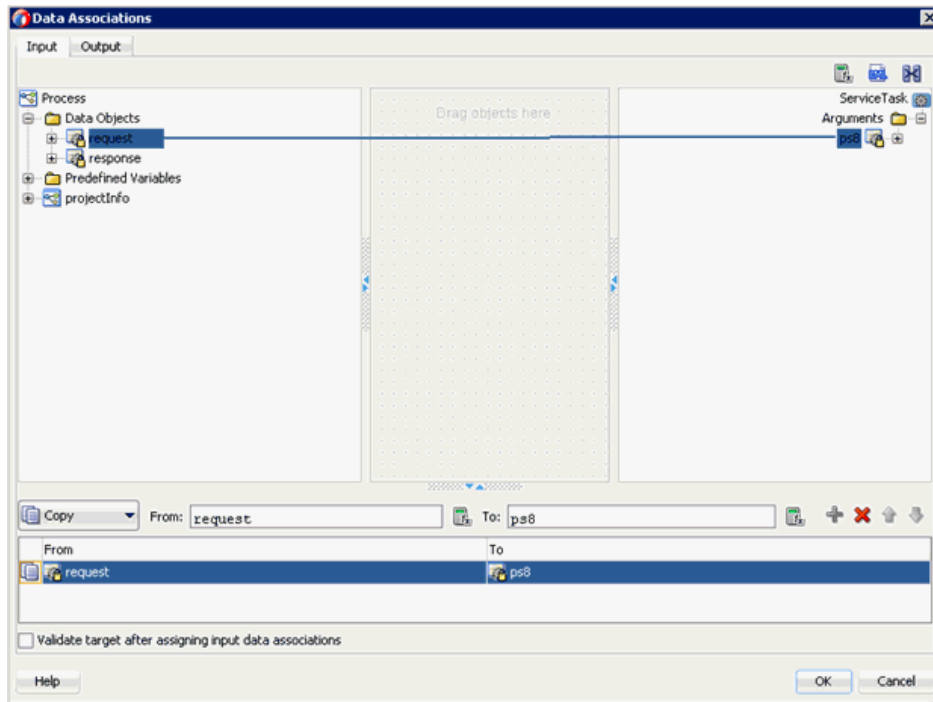 Data Associations
Input Output
Process ServiceTask
Data Objects Drag objects here Arguments
request ps8
response
Predefined Variables
projectInfo
Copy From: request To: ps8
From To
request ps8
Validate target after assigning input data associations
Help OK Cancel